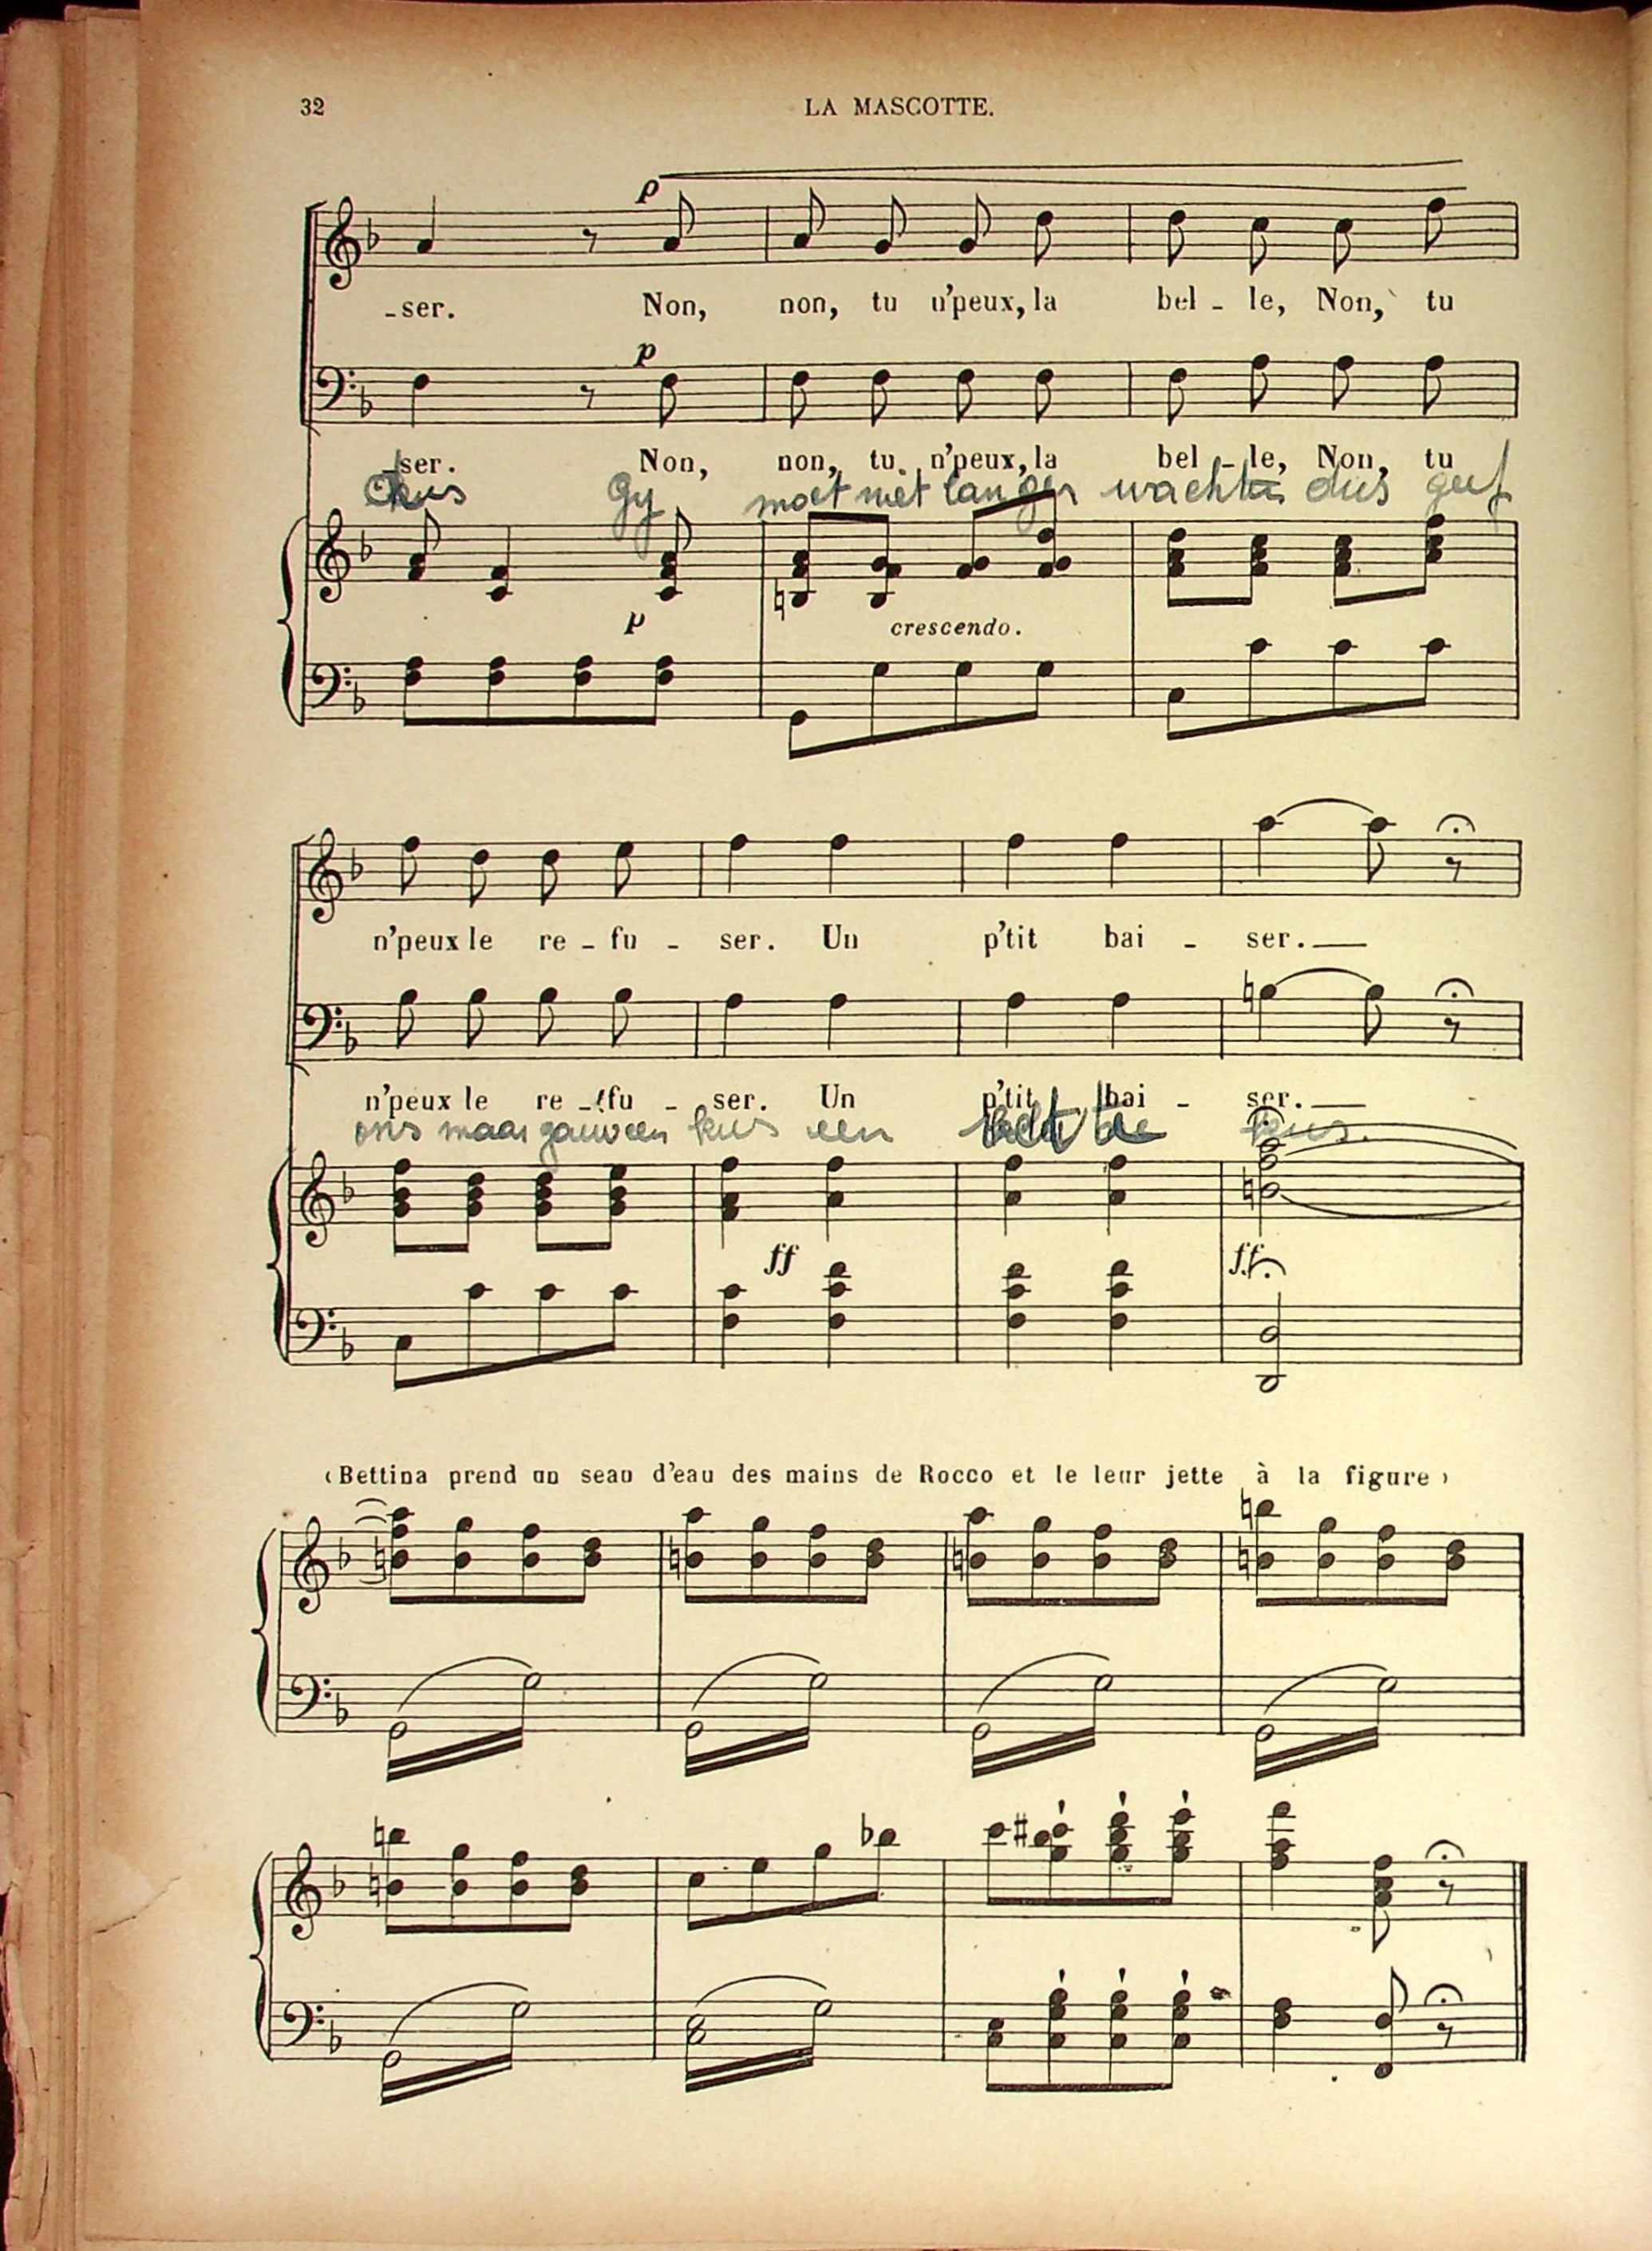 32 LA MASCOTTE.
p
-ser. Non, non, tu n'peux, la bel - le, Non, tu
p
-ser. Non, non, tu n'peux, la bel - le, Non, tu
kus Gy moet niet langer wachten dus geef
p crescendo.
n'peux le re - fu - ser. Un p'tit bai - ser.
n'peux le re - fu - ser. Un p'tit bai - ser.
ons maar gauw een kus een kus.
ff ff
(Bettina prend un seau d'eau des mains de Rocco et le leur jette à la figure)